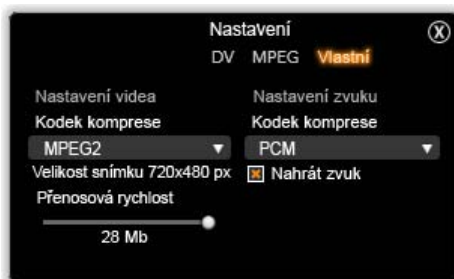 Nastavení
X
DV MPEG Vlastní
Nastavení videa
Kodek komprese
MPEG2
Velikost snímku 720x480 px
Přenosová rychlost
28 Mb
Nastavení zvuku
Kodek komprese
PCM
Nahrát zvuk